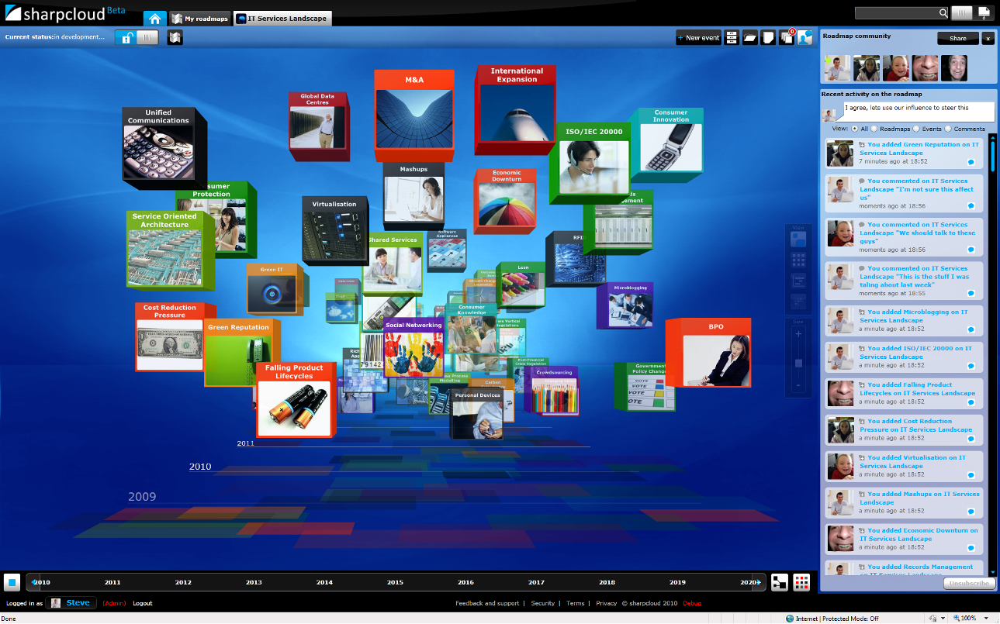 sharpcloud Beta
My roadmaps
IT Services Landscape
Current status:in development...
+ New event
0
Roadmap community
Share
x
Recent activity on the roadmap
I agree, lets use our influence to steer this
View: All Roadmaps Events Comments
You added Green Reputation on IT
Services Landscape
7 minutes ago at 18:52
You commented on IT Services
Landscape "I'm not sure this affect
us"
moments ago at 18:56
You commented on IT Services
Landscape "We should talk to these
guys"
moments ago at 18:56
You commented on IT Services
Landscape "This is the stuff I was
taling about last week"
moments ago at 18:55
You added Microblogging on IT
Services Landscape
a minute ago at 18:52
You added ISO/IEC 20000 on IT
Services Landscape
a minute ago at 18:52
You added Falling Product
Lifecycles on IT Services Landscape
a minute ago at 18:52
You added Cost Reduction
Pressure on IT Services Landscape
a minute ago at 18:52
You added Virtualisation on IT
Services Landscape
a minute ago at 18:52
You added Mashups on IT Services
Landscape
a minute ago at 18:52
You added Economic Downturn on
IT Services Landscape
a minute ago at 18:52
You added Records Management
on IT Services Landscape
Unsubscribe
M&A
International
Expansion
Global Data
Centres
Unified
Communications
Consumer
Innovation
ISO/IEC 20000
Mashups
Economic
Downturn
Protection
Virtualisation
Service Oriented
Architecture
Software
Appliances
Shared Services
RFID
Green IT
Lean
Microblogging
Cost Reduction
Pressure
Consumer
Knowledge
Green Reputation
Social Networking
BPO
79142
Falling Product
Lifecycles
Post-Financial
Crisis Regulation
Crowdsourcing
Government
Policy Change
VOTE
VOTE
VOTE
Carbon
Personal Devices
View
Size
+
-
2011
2010
2009
2010 2011 2012 2013 2014 2015 2016 2017 2018 2019 2020
Logged in as Steve (Admin) Logout
Feedback and support | Security | Terms | Privacy © sharpcloud 2010 Debug
Done
Internet | Protected Mode: Off
100%